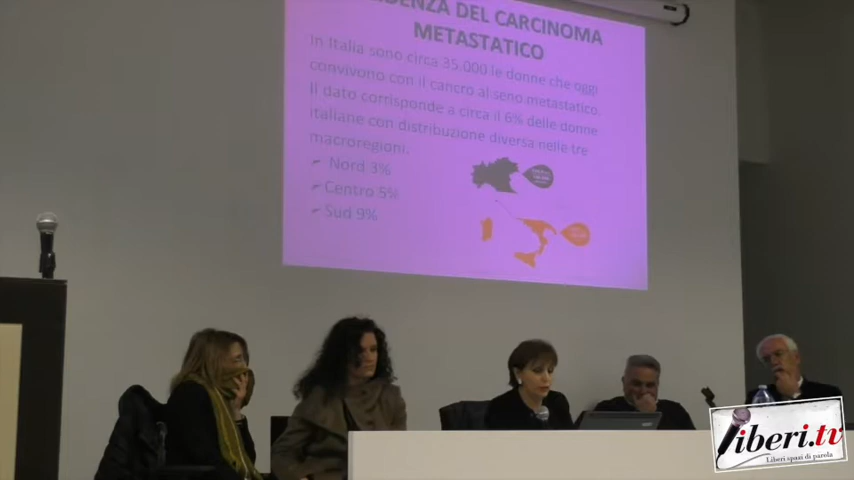 DEL CARCINOMA
METASTATICO
In Italia sono circa 35.000 le donne che oggi
convivono con il cancro al seno metastatico.
Il dato corrisponde a circa il 6% delle donne
italiane con distribuzione diversa nelle tre
macroregioni.
Nord 3%
Centro 5%
Sud 9%
liberi.tv
Liberi spazi di parola